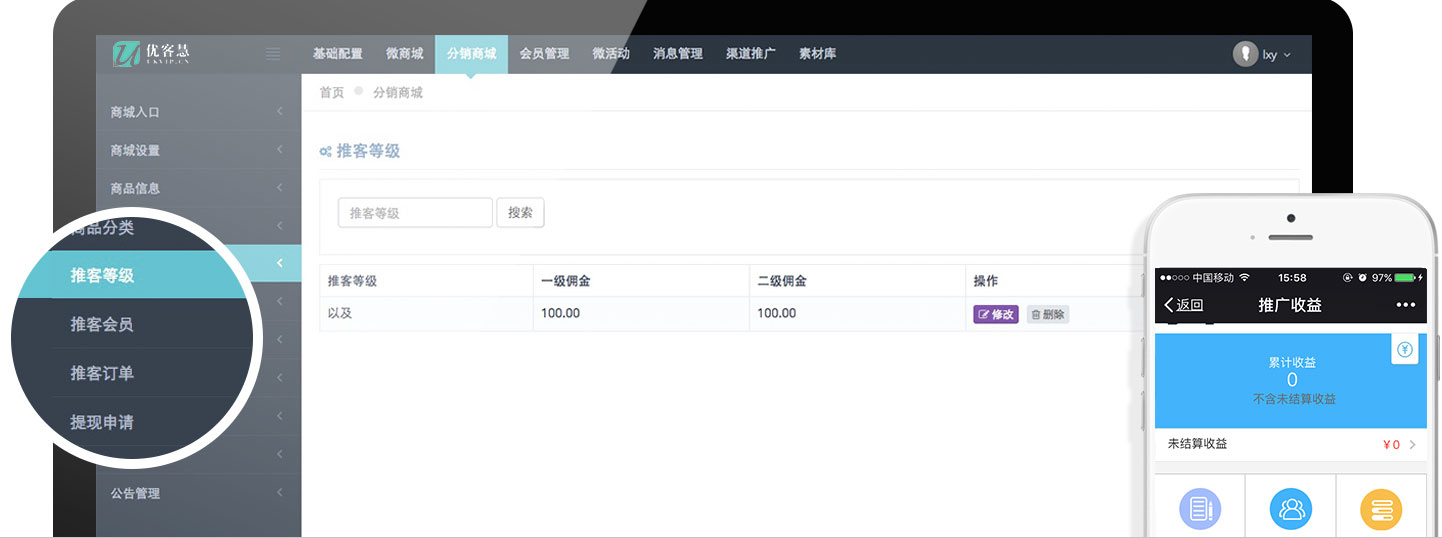 优客慧
UKVIP.CN
基础配置 微商城 分销商城 会员管理 微活动 消息管理 渠道推广 素材库
lxy
首页 分销商城
商城入口
商城设置
商品信息
商品分类
推客等级
推客会员
推客订单
提现申请
公告管理
推客等级
推客等级 搜索
推客等级 一级佣金 二级佣金 操作
以及 100.00 100.00 修改 删除
中国移动 15:58 97%
返回 推广收益
累计收益
0
不含未结算收益
未结算收益 ¥0